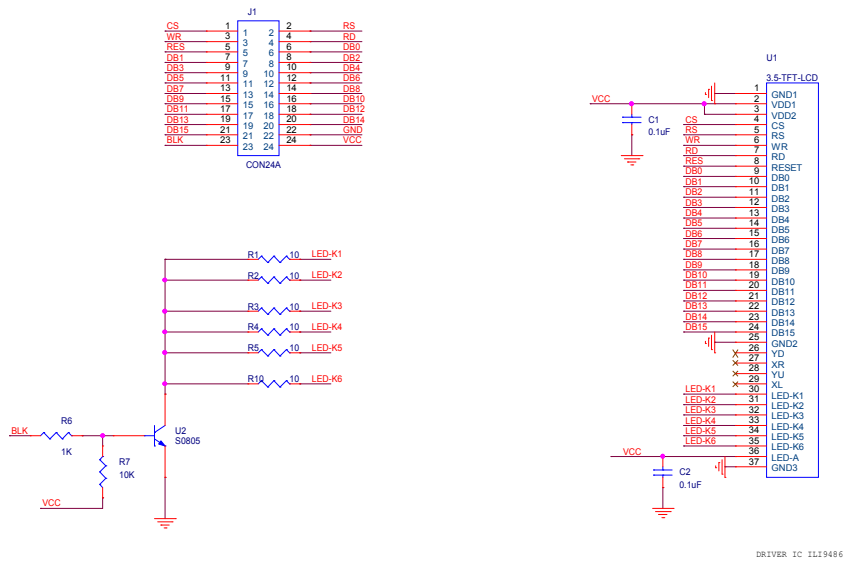 J1
CS 1 1 2 2 RS
WR 3 3 4 4 RD
RES 5 5 6 6 DB0
DB1 7 7 8 8 DB2
DB3 9 9 10 10 DB4
DB5 11 11 12 12 DB6
DB7 13 13 14 14 DB8
DB9 15 15 16 16 DB10
DB11 17 17 18 18 DB12
DB13 19 19 20 20 DB14
DB15 21 21 22 22 GND
BLK 23 23 24 24 VCC
CON24A
U1
3.5-TFT-LCD
1 GND1
VCC 2 VDD1
3 VDD2
CS 4 CS
RS 5 RS
WR 6 WR
RD 7 RD
RES 8 RESET
DB0 9 DB0
DB1 10 DB1
DB2 11 DB2
DB3 12 DB3
DB4 13 DB4
DB5 14 DB5
DB6 15 DB6
DB7 16 DB7
DB8 17 DB8
DB9 18 DB9
DB10 19 DB10
DB11 20 DB11
DB12 21 DB12
DB13 22 DB13
DB14 23 DB14
DB15 24 DB15
25 GND2
26 YD
27 XR
28 YU
29 XL
LED-K1 30 LED-K1
LED-K2 31 LED-K2
LED-K3 32 LED-K3
LED-K4 33 LED-K4
LED-K5 34 LED-K5
LED-K6 35 LED-K6
VCC 36 LED-A
37 GND3
C1
0.1uF
C2
0.1uF
R1 10 LED-K1
R2 10 LED-K2
R3 10 LED-K3
R4 10 LED-K4
R5 10 LED-K5
R10 10 LED-K6
BLK R6
1K
U2
S0805
R7
10K
VCC
DRIVER IC ILI9486